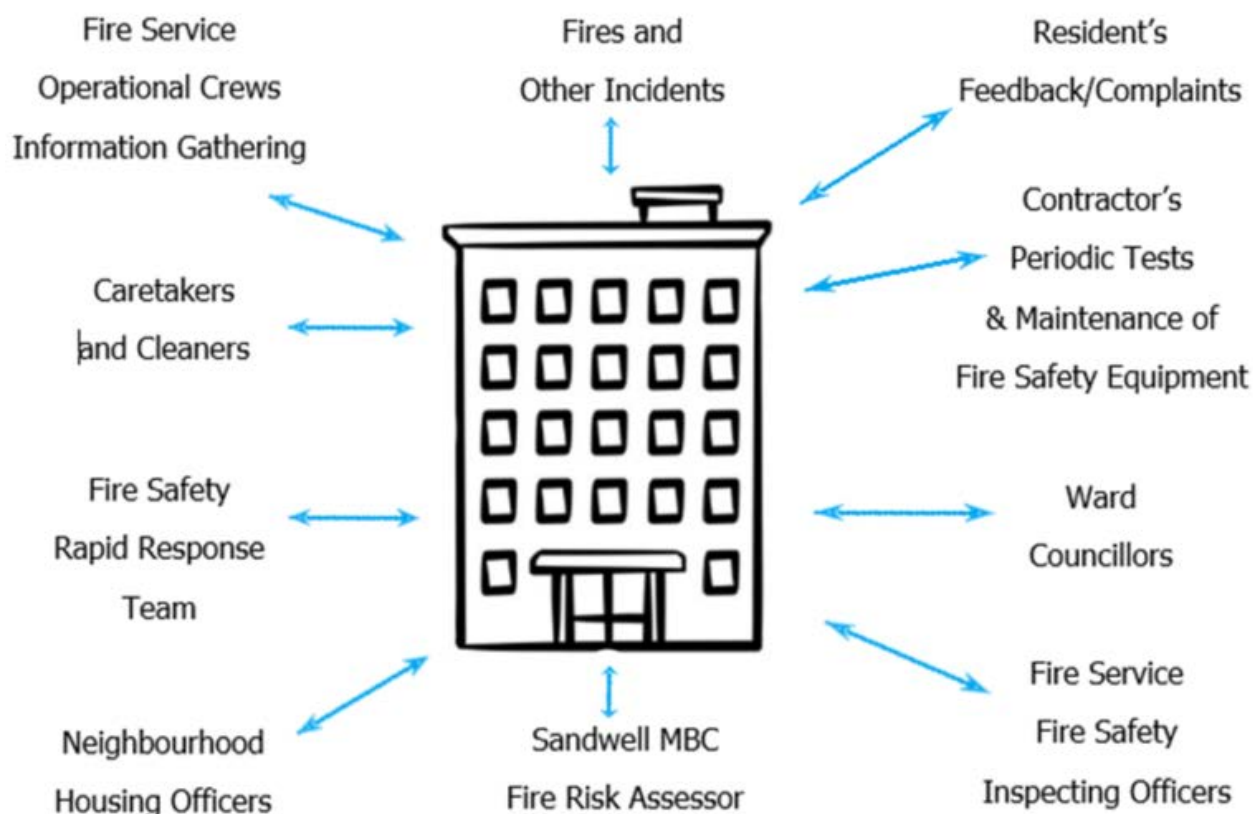 Fire Service
Operational Crews
Information Gathering
Fires and
Other Incidents
Resident's
Feedback/Complaints
Caretakers
and Cleaners
Contractor's
Periodic Tests
& Maintenance of
Fire Safety Equipment
Fire Safety
Rapid Response
Team
Ward
Councillors
Neighbourhood
Housing Officers
Sandwell MBC
Fire Risk Assessor
Fire Service
Fire Safety
Inspecting Officers